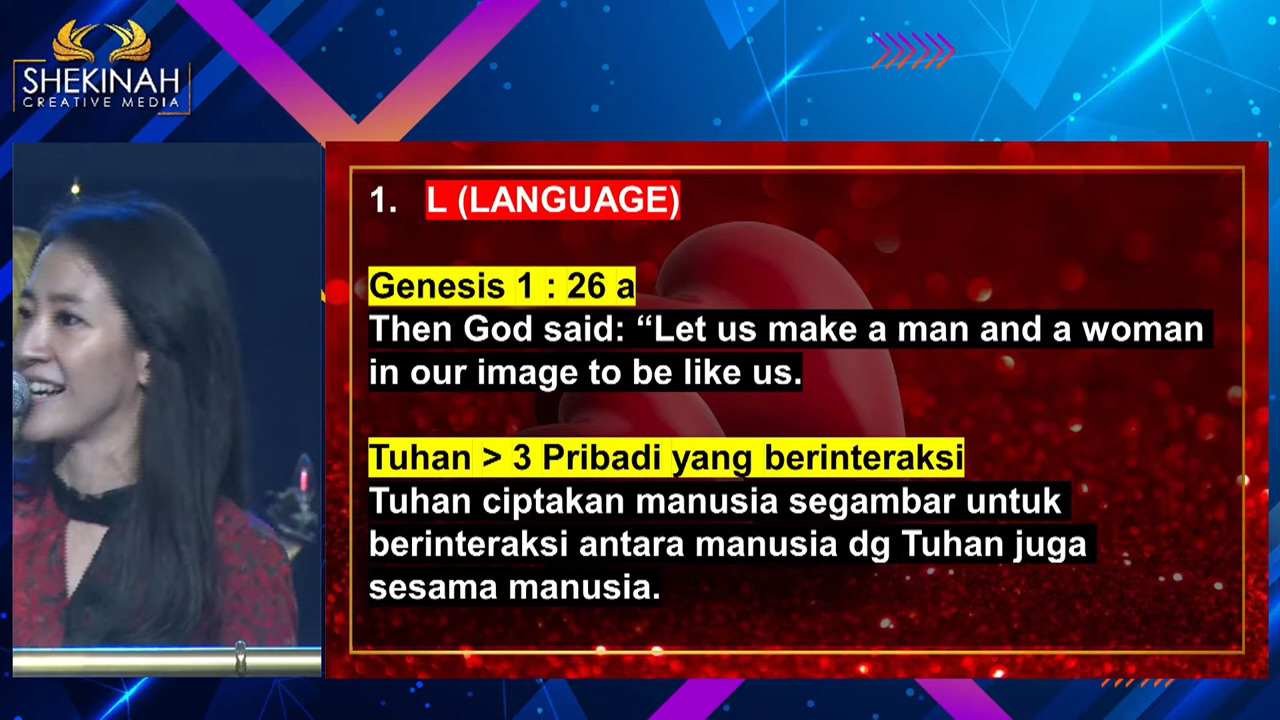 SHEKINAH
CREATIVE MEDIA
1. L (LANGUAGE)
Genesis 1 : 26 a
Then God said: “Let us make a man and a woman
in our image to be like us.
Tuhan > 3 Pribadi yang berinteraksi
Tuhan ciptakan manusia segambar untuk
berinteraksi antara manusia dg Tuhan juga
sesama manusia.